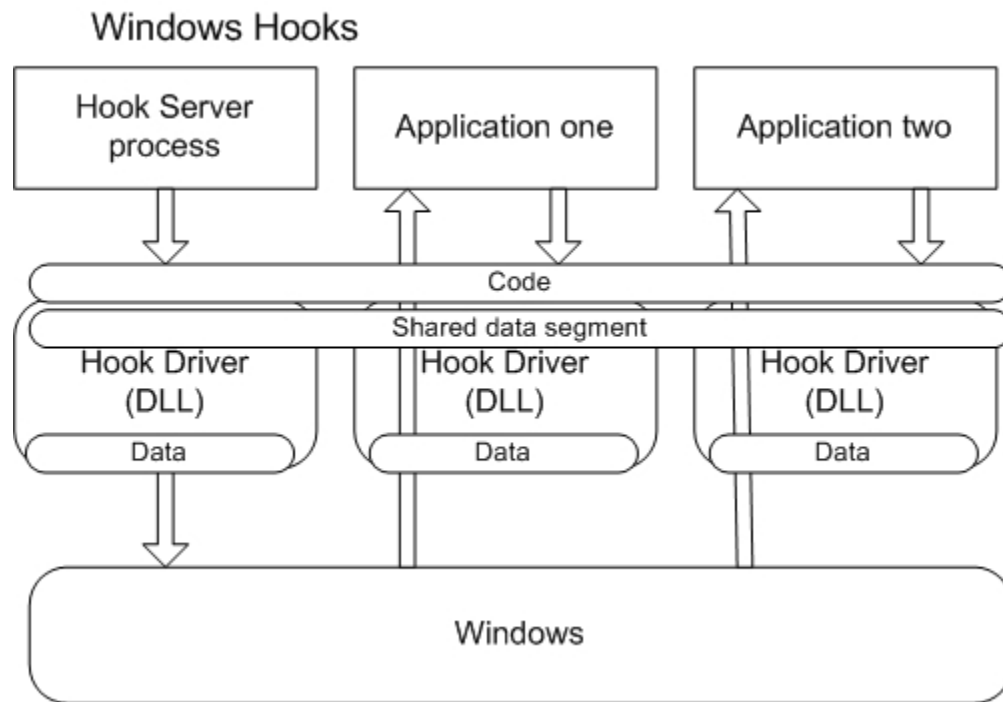 Windows Hooks
Hook Server
process
Application one
Application two
Code
Shared data segment
Hook Driver
(DLL)
Hook Driver
(DLL)
Hook Driver
(DLL)
Data
Data
Data
Windows